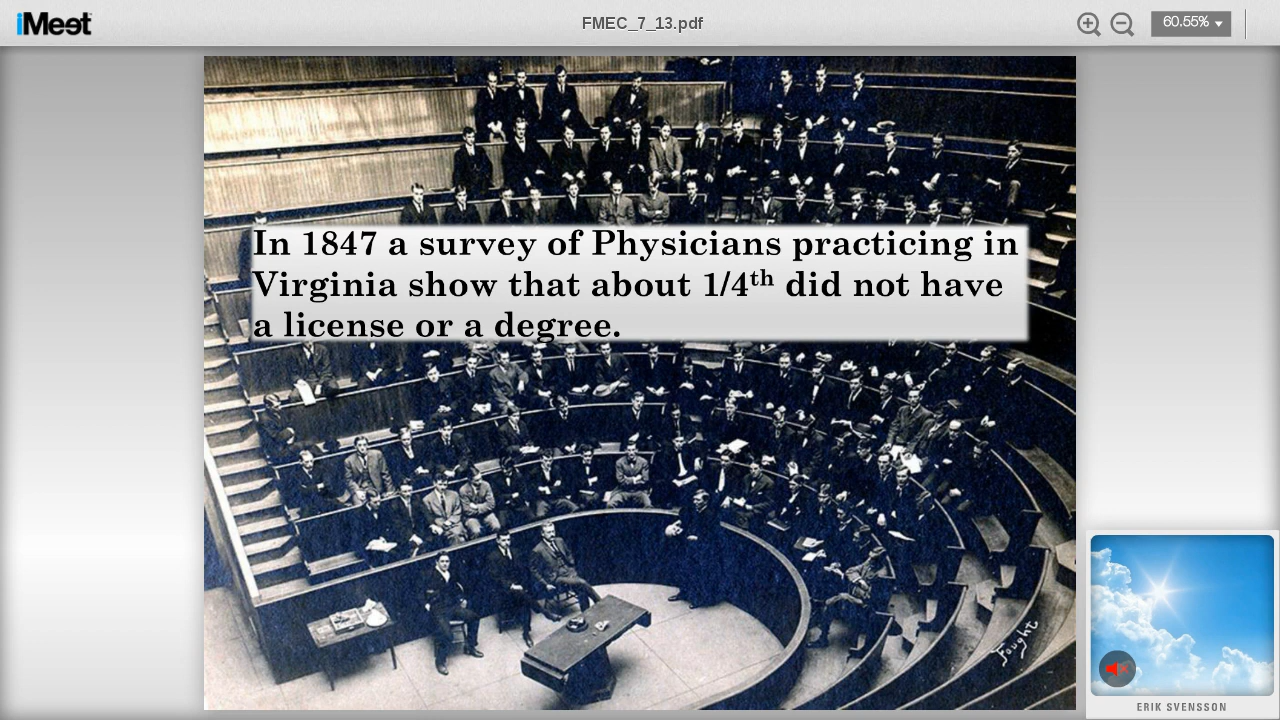 iMeet
FMEC_7_13.pdf
60.55%
In 1847 a survey of Physicians practicing in
Virginia show that about 1/4th did not have
a license or a degree.
Fought
ERIK SVENSSON